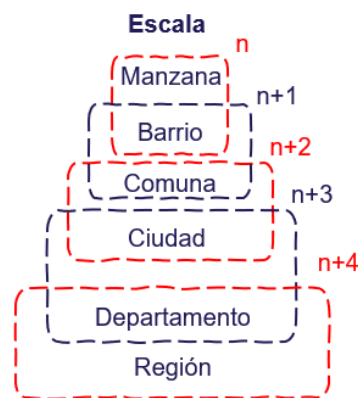 Escala
n
Manzana
n+1
Barrio
n+2
Comuna
n+3
Ciudad
n+4
Departamento
Región